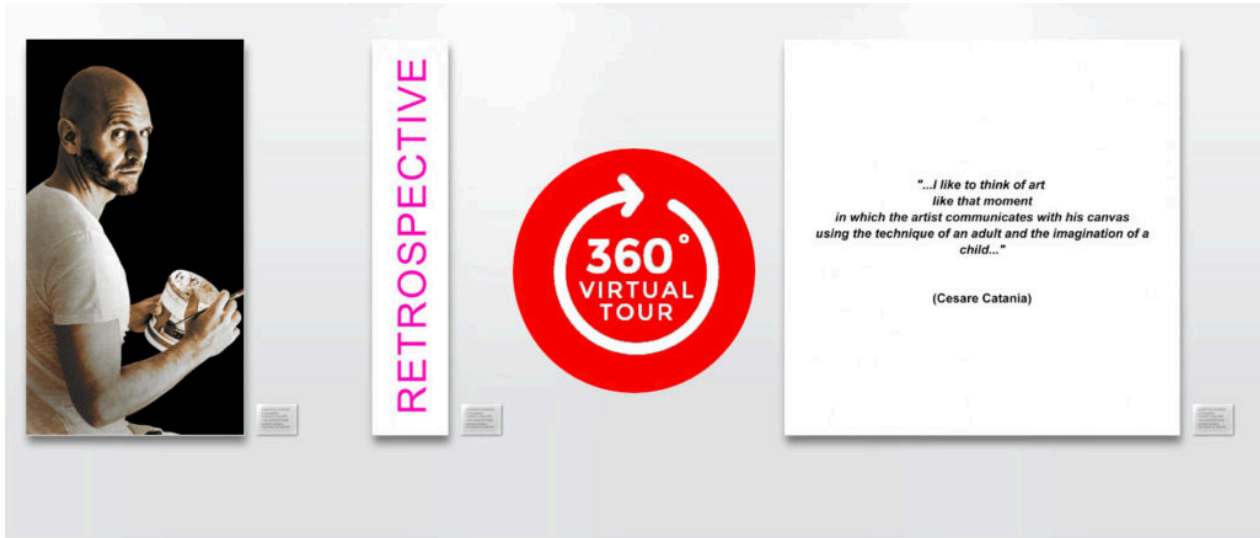 RETROSPECTIVE
360°
VIRTUAL
TOUR
"...I like to think of art
like that moment
in which the artist communicates with his canvas
using the technique of an adult and the imagination of a
child..."
(Cesare Catania)